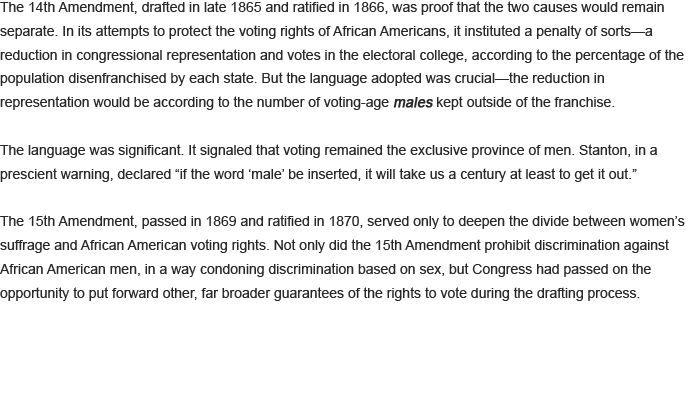 The 14th Amendment, drafted in late 1865 and ratified in 1866, was proof that the two causes would remain
separate. In its attempts to protect the voting rights of African Americans, it instituted a penalty of sorts—a
reduction in congressional representation and votes in the electoral college, according to the percentage of the
population disenfranchised by each state. But the language adopted was crucial—the reduction in
representation would be according to the number of voting-age males kept outside of the franchise.
The language was significant. It signaled that voting remained the exclusive province of men. Stanton, in a
prescient warning, declared “if the word ‘male’ be inserted, it will take us a century at least to get it out.”
The 15th Amendment, passed in 1869 and ratified in 1870, served only to deepen the divide between women’s
suffrage and African American voting rights. Not only did the 15th Amendment prohibit discrimination against
African American men, in a way condoning discrimination based on sex, but Congress had passed on the
opportunity to put forward other, far broader guarantees of the rights to vote during the drafting process.